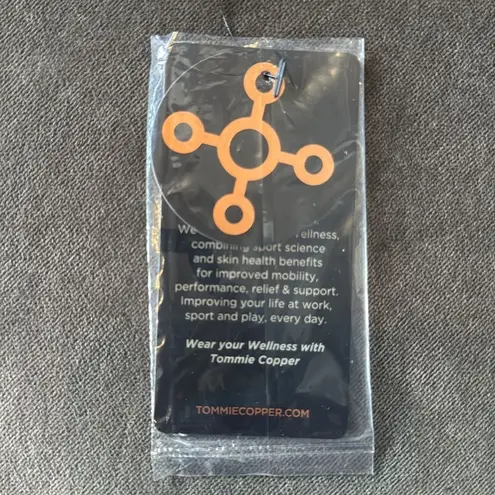 We
combining sport science
and skin health benefits
for improved mobility,
performance, relief & support.
Improving your life at work,
sport and play, every day.
Wear your Wellness with
Tommie Copper
TOMMIECOPPER.COM